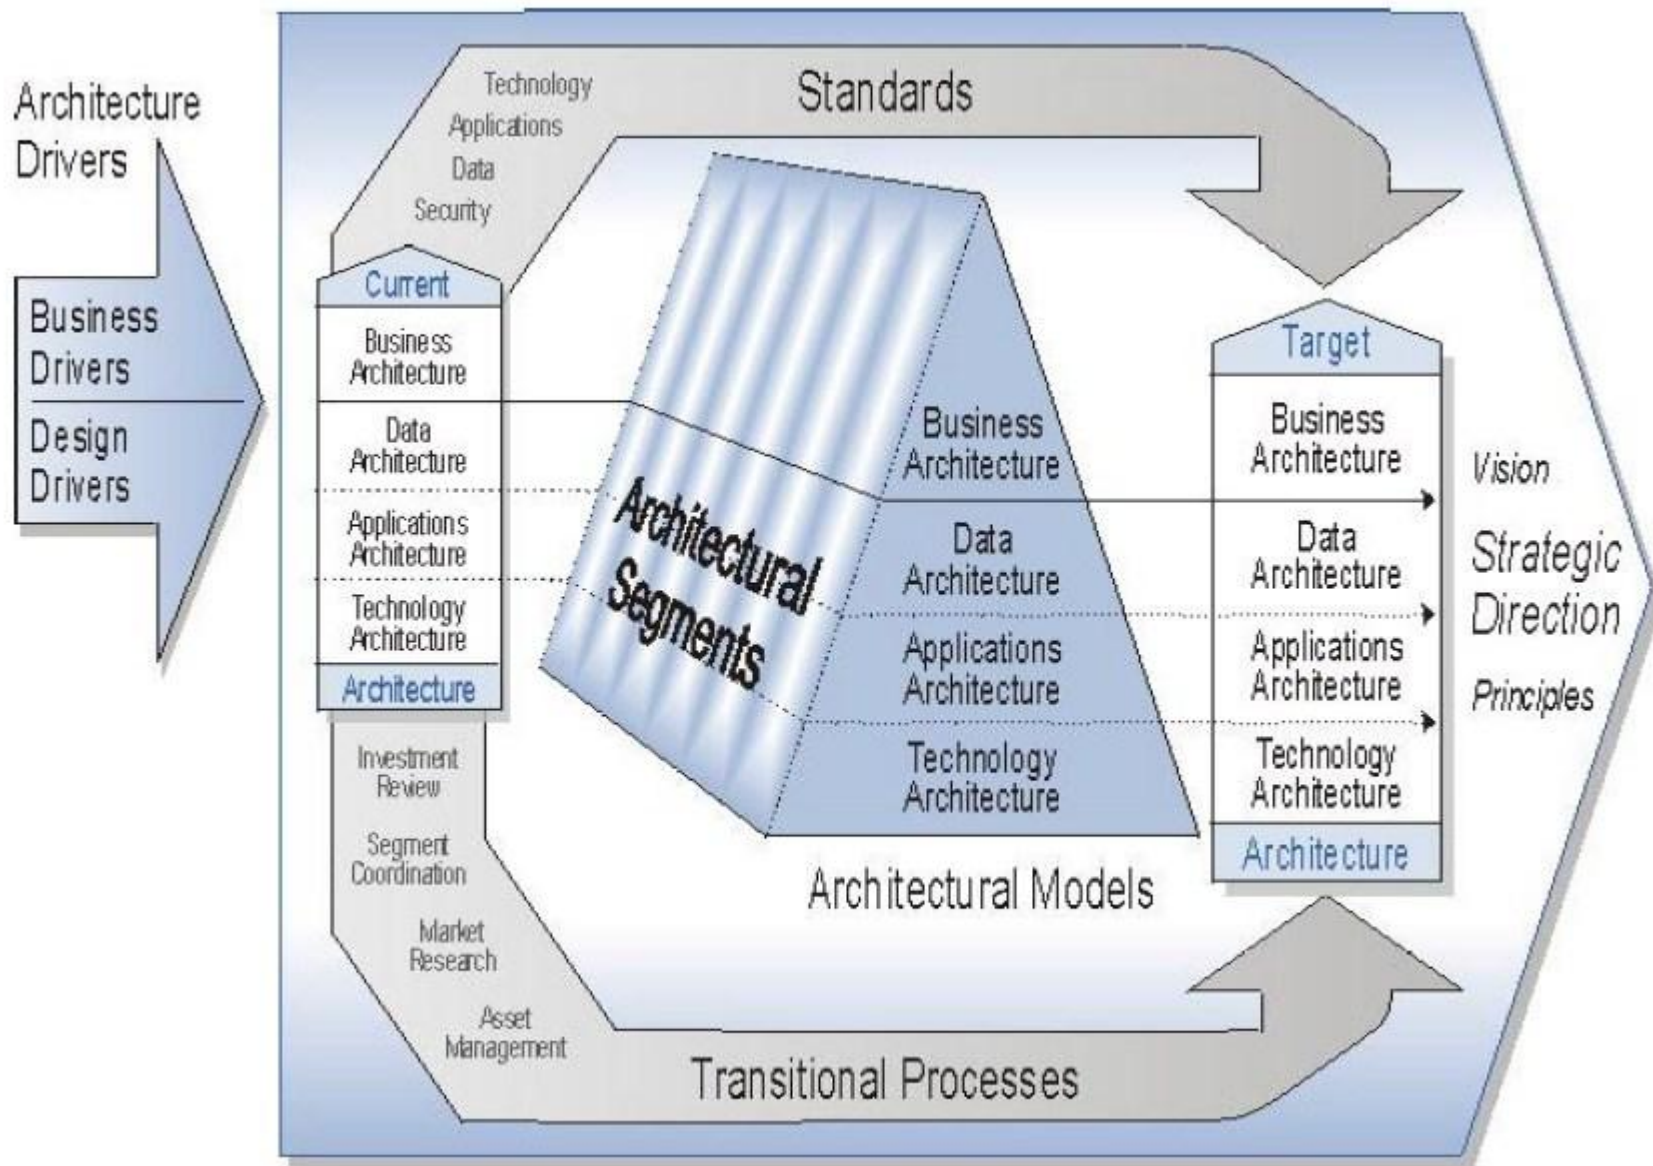 Architecture
Drivers
Business
Drivers
Design
Drivers
Technology
Applications
Data
Security
Standards
Current
Business
Architecture
Data
Architecture
Applications
Architecture
Technology
Architecture
Architecture
Investment
Review
Segment
Coordination
Market
Research
Asset
Management
Transitional Processes
Architectural
Segments
Business
Architecture
Data
Architecture
Applications
Architecture
Technology
Architecture
Architectural Models
Target
Business
Architecture
Data
Architecture
Applications
Architecture
Technology
Architecture
Architecture
Vision
Strategic
Direction
Principles